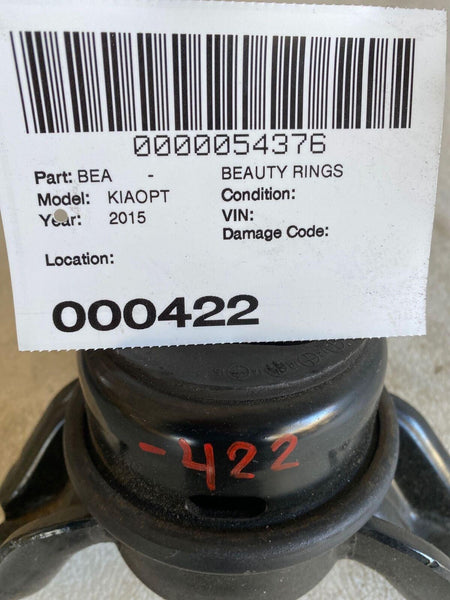 0000054376
Part: BEA - BEAUTY RINGS
Model: KIAOPT Condition:
Year: 2015 VIN:
Damage Code:
Location:
000422
-422